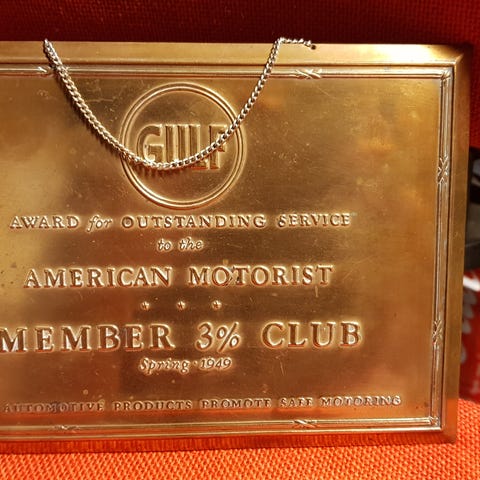 GULF
AWARD for OUTSTANDING SERVICE
to the
AMERICAN MOTORIST
MEMBER 3% CLUB
Spring · 1949
AUTOMOTIVE PRODUCTS PROMOTE SAFE MOTORING